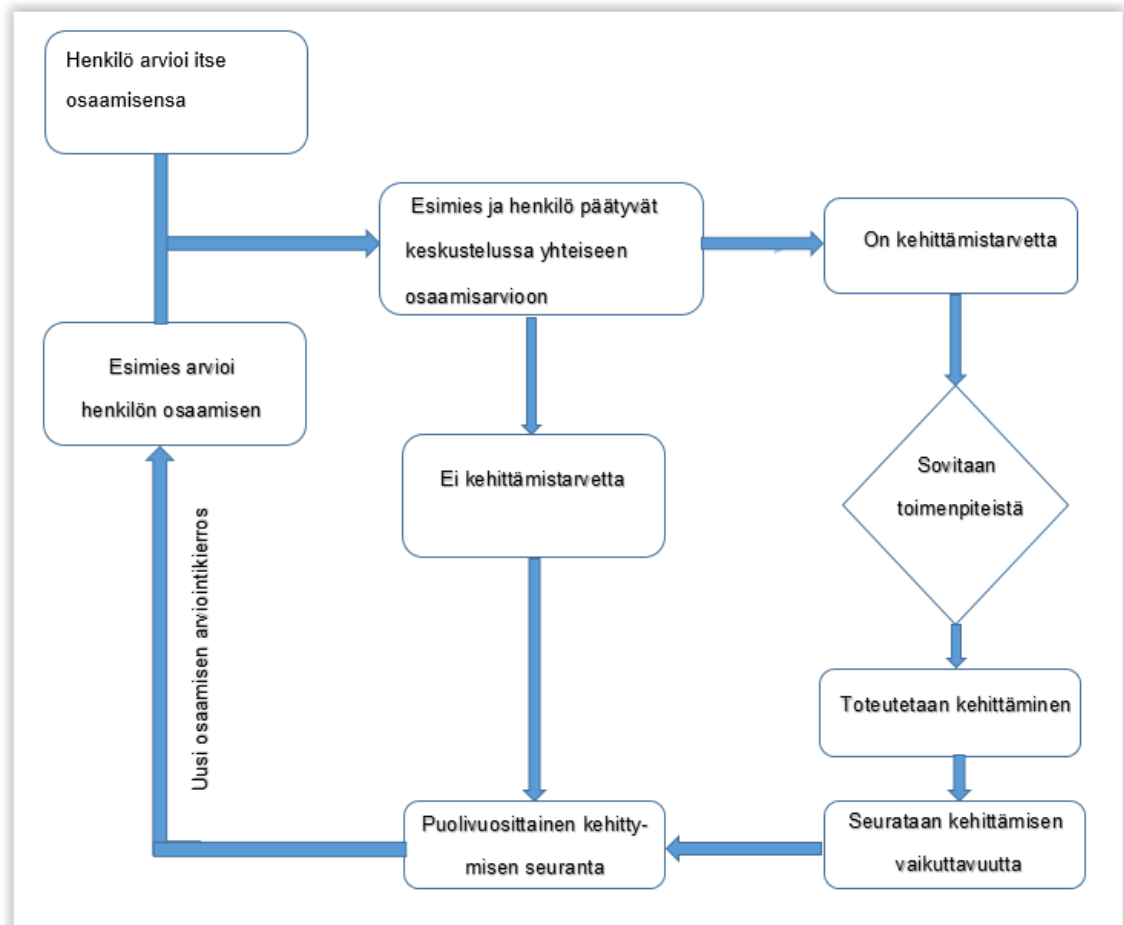 Henkilö arvioi itse
osaamisensa
Esimies ja henkilö päätyvät
keskustelussa yhteiseen
osaamisarvioon
On kehittämistarvetta
Esimies arvioi
henkilön osaamisen
Ei kehittämistarvetta
Sovitaan
toimenpiteistä
Uusi osaamisen arviointikierros
Toteutetaan kehittäminen
Puolivuosittainen kehitty-
misen seuranta
Seurataan kehittämisen
vaikuttavuutta